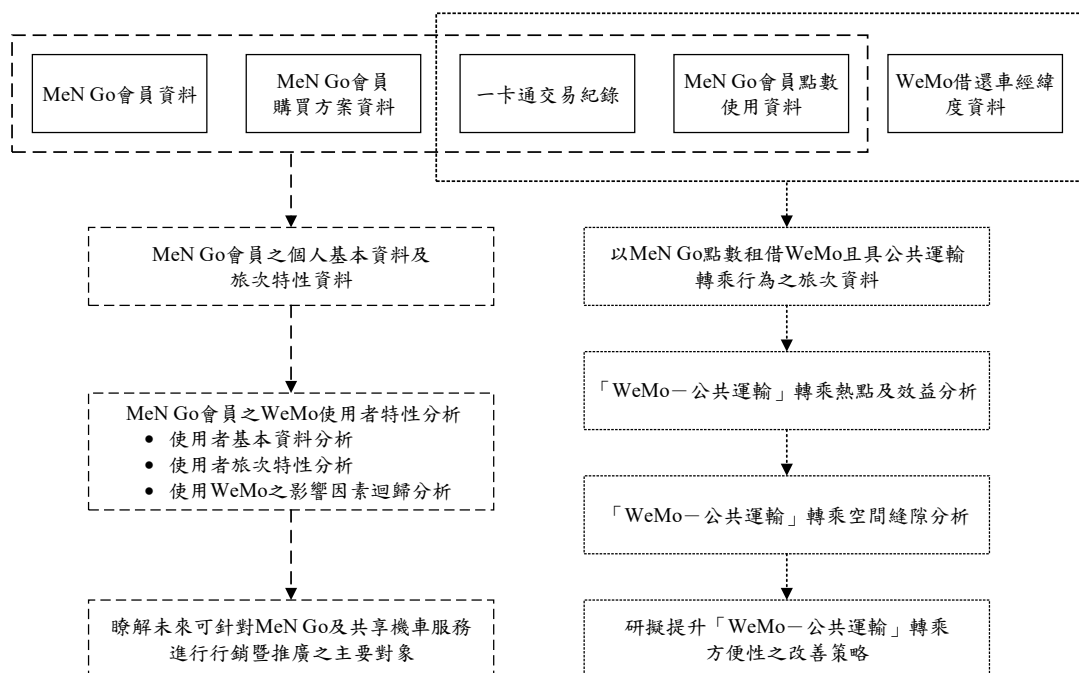 MeN Go會員資料
MeN Go會員
購買方案資料
一卡通交易紀錄
MeN Go會員點數
使用資料
WeMo借還車經緯
度資料
MeN Go會員之個人基本資料及
旅次特性資料
以MeN Go點數租借WeMo且具公共運輸
轉乘行為之旅次資料
「WeMo－公共運輸」轉乘熱點及效益分析
MeN Go會員之WeMo使用者特性分析
• 使用者基本資料分析
• 使用者旅次特性分析
• 使用WeMo之影響因素迴歸分析
「WeMo－公共運輸」轉乘空間縫隙分析
瞭解未來可針對MeN Go及共享機車服務
進行行銷暨推廣之主要對象
研擬提升「WeMo－公共運輸」轉乘
方便性之改善策略